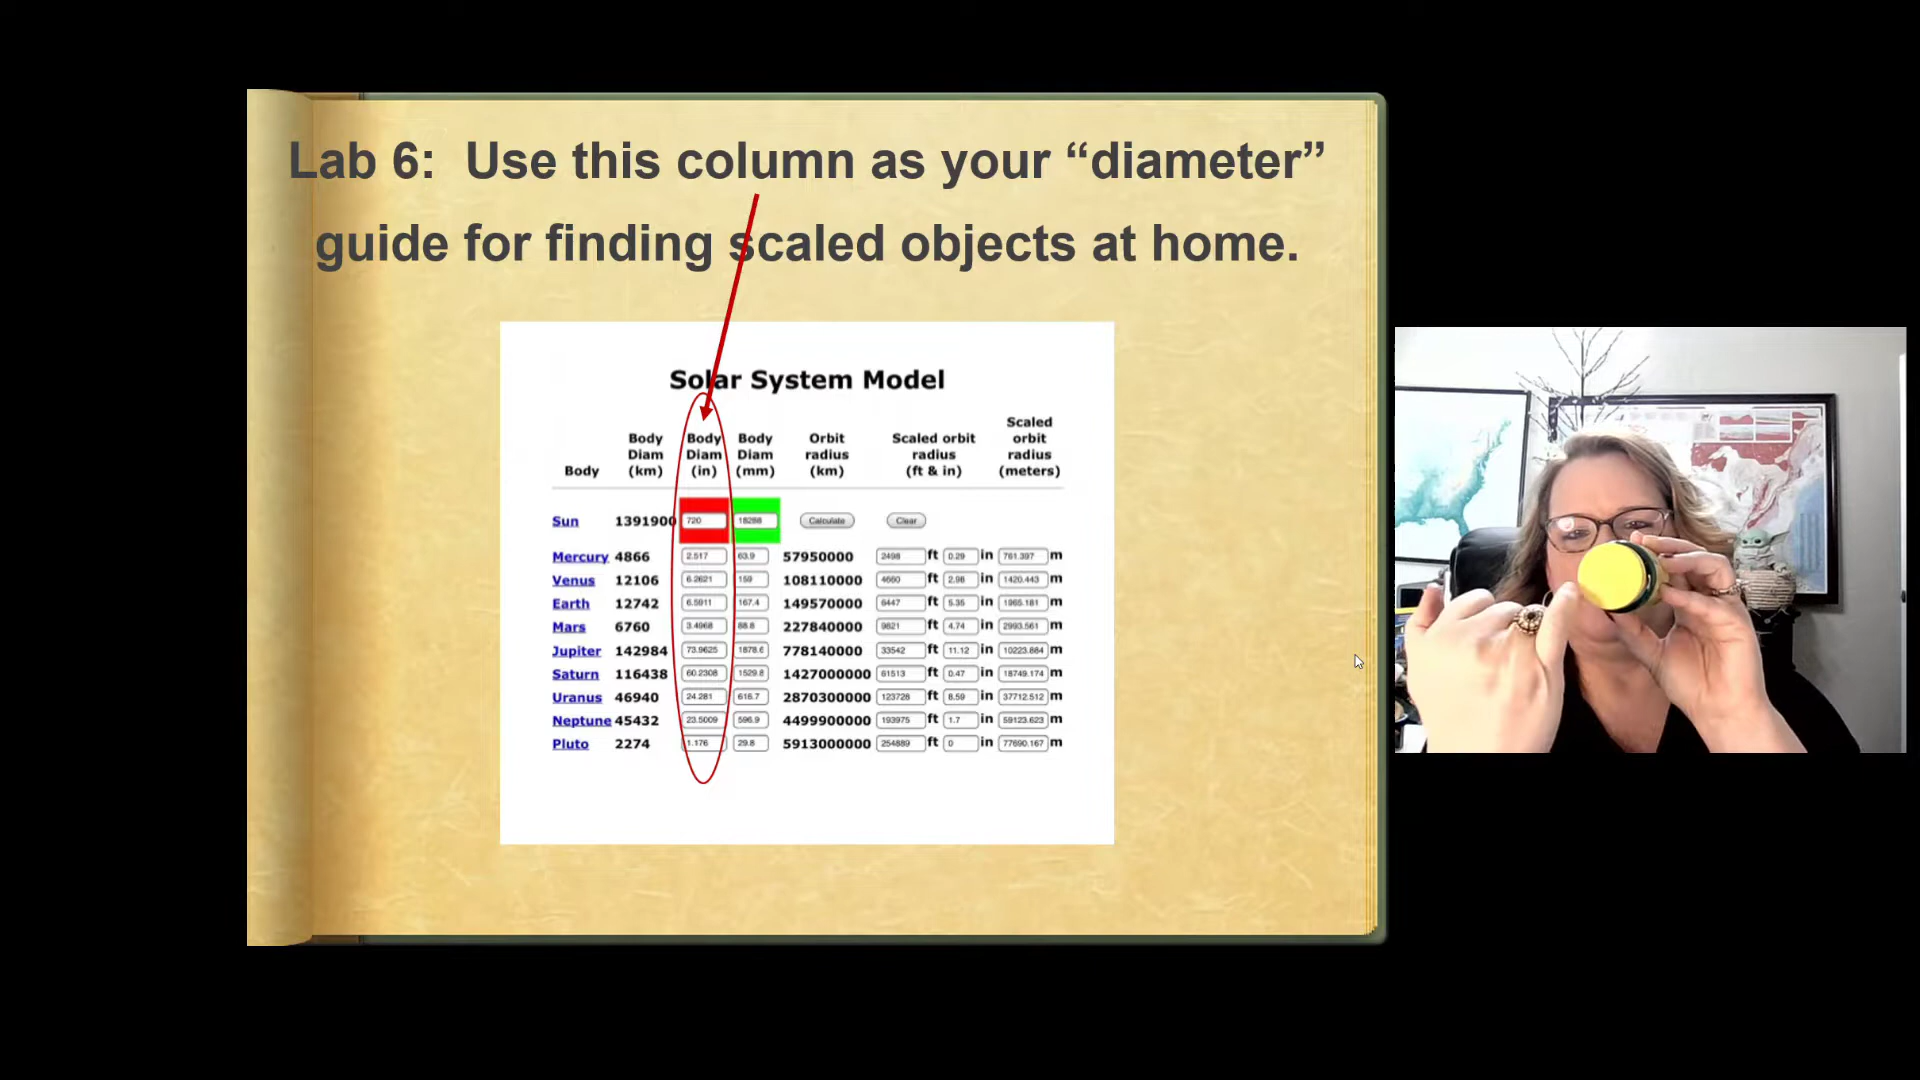 Lab 6:  Use this column as your “diameter”
guide for finding scaled objects at home.
Solar System Model
Body Body Diam (km) Body Diam (in) Body Diam (mm) Orbit radius (km) Scaled orbit radius (ft & in) Scaled orbit radius (meters)
Sun 1391900 720 18288 Calculate Clear
Mercury 4866 2.517 63.9 57950000 2498 ft 0.29 in 761.397 m
Venus 12106 6.2621 159 108110000 4660 ft 2.98 in 1420.443 m
Earth 12742 6.5911 167.4 149570000 6447 ft 5.35 in 1965.181 m
Mars 6760 3.4968 88.8 227840000 9821 ft 4.74 in 2993.561 m
Jupiter 142984 73.9625 1878.6 778140000 33542 ft 11.12 in 10223.884 m
Saturn 116438 60.2308 1529.8 1427000000 61513 ft 0.47 in 18749.174 m
Uranus 46940 24.281 616.7 2870300000 123728 ft 8.59 in 37712.512 m
Neptune 45432 23.5009 596.9 4499900000 193975 ft 1.7 in 59123.623 m
Pluto 2274 1.176 29.8 5913000000 254889 ft 0 in 77690.167 m